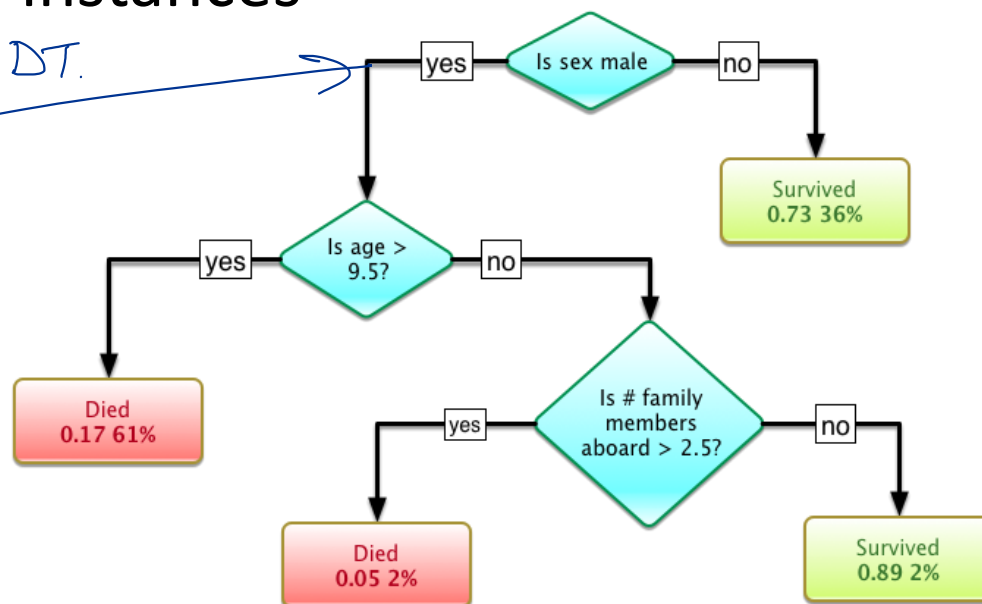 instances
DT.
yes
Is sex male
no
Survived
0.73 36%
yes
Is age >
9.5?
no
Died
0.17 61%
Is # family
members
aboard > 2.5?
yes
no
Died
0.05 2%
Survived
0.89 2%